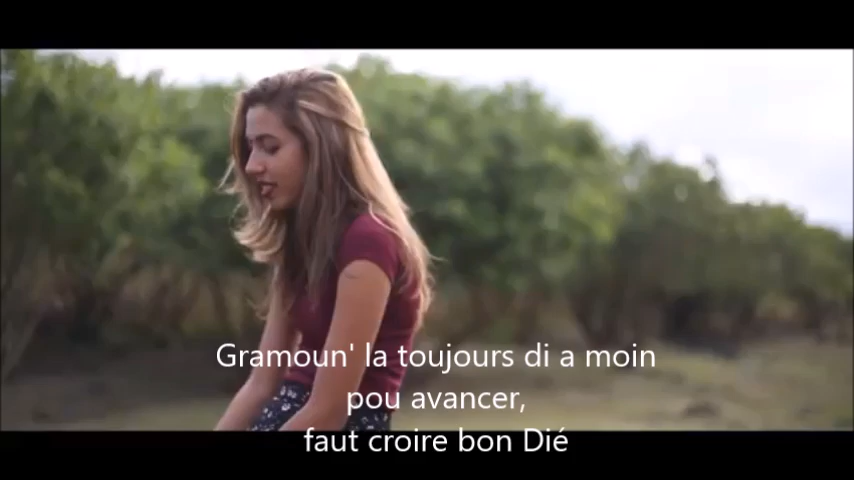 Gramoun' la toujours di a moin
pou avancer,
faut croire bon Dié